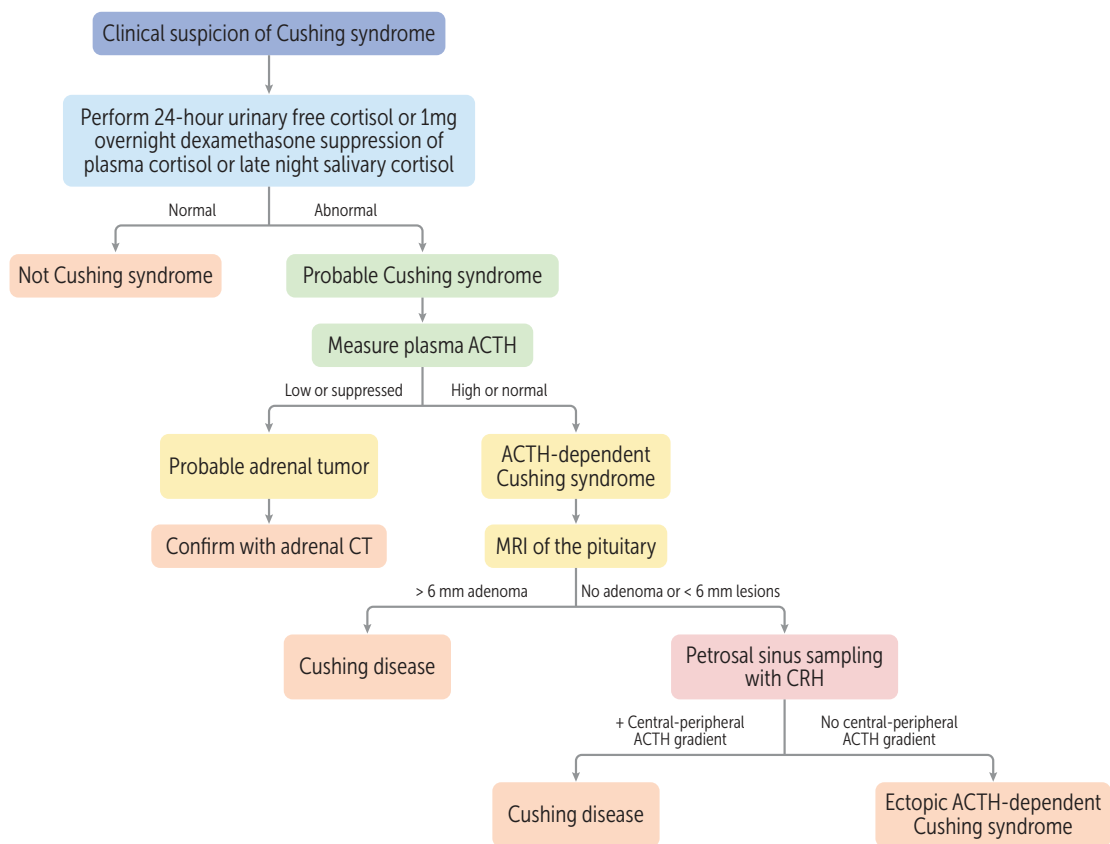 Clinical suspicion of Cushing syndrome
Perform 24-hour urinary free cortisol or 1mg
overnight dexamethasone suppression of
plasma cortisol or late night salivary cortisol
Normal
Abnormal
Not Cushing syndrome
Probable Cushing syndrome
Measure plasma ACTH
Low or suppressed
High or normal
Probable adrenal tumor
ACTH-dependent
Cushing syndrome
Confirm with adrenal CT
MRI of the pituitary
> 6 mm adenoma
No adenoma or < 6 mm lesions
Cushing disease
Petrosal sinus sampling
with CRH
+ Central-peripheral
ACTH gradient
No central-peripheral
ACTH gradient
Cushing disease
Ectopic ACTH-dependent
Cushing syndrome